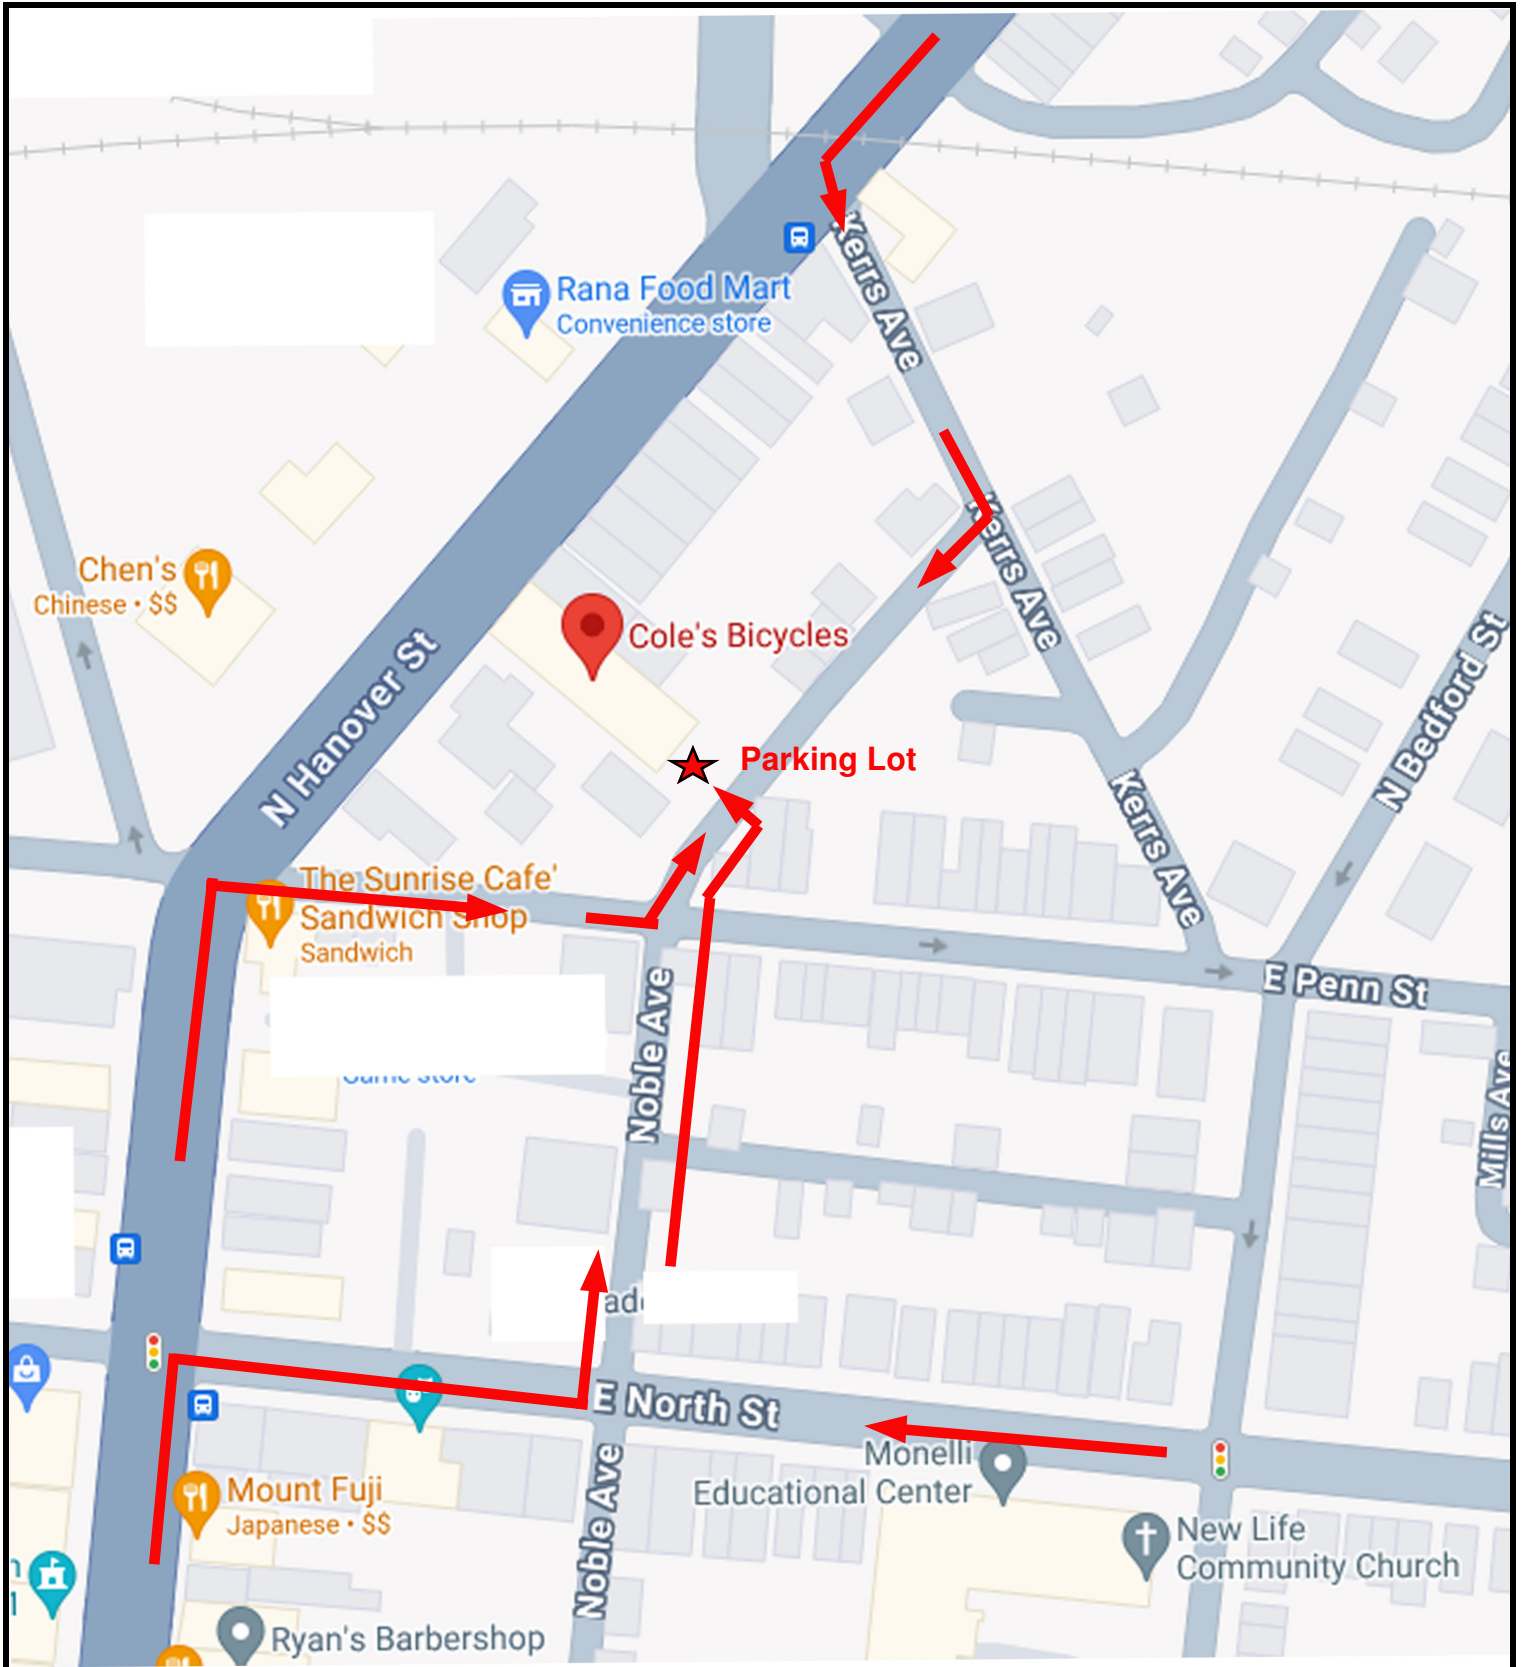 Kerrs Ave
Rana Food Mart
Convenience store
Kerrs Ave
Chen's
Chinese • $$
Cole's Bicycles
N Hanover St
N Bedford St
Parking Lot
Kerrs Ave
The Sunrise Cafe'
Sandwich Shop
Sandwich
E Penn St
Noble Ave
Game store
Mills Ave
E North St
Monelli
Educational Center
Mount Fuji
Japanese • $$
Noble Ave
New Life
Community Church
Ryan's Barbershop